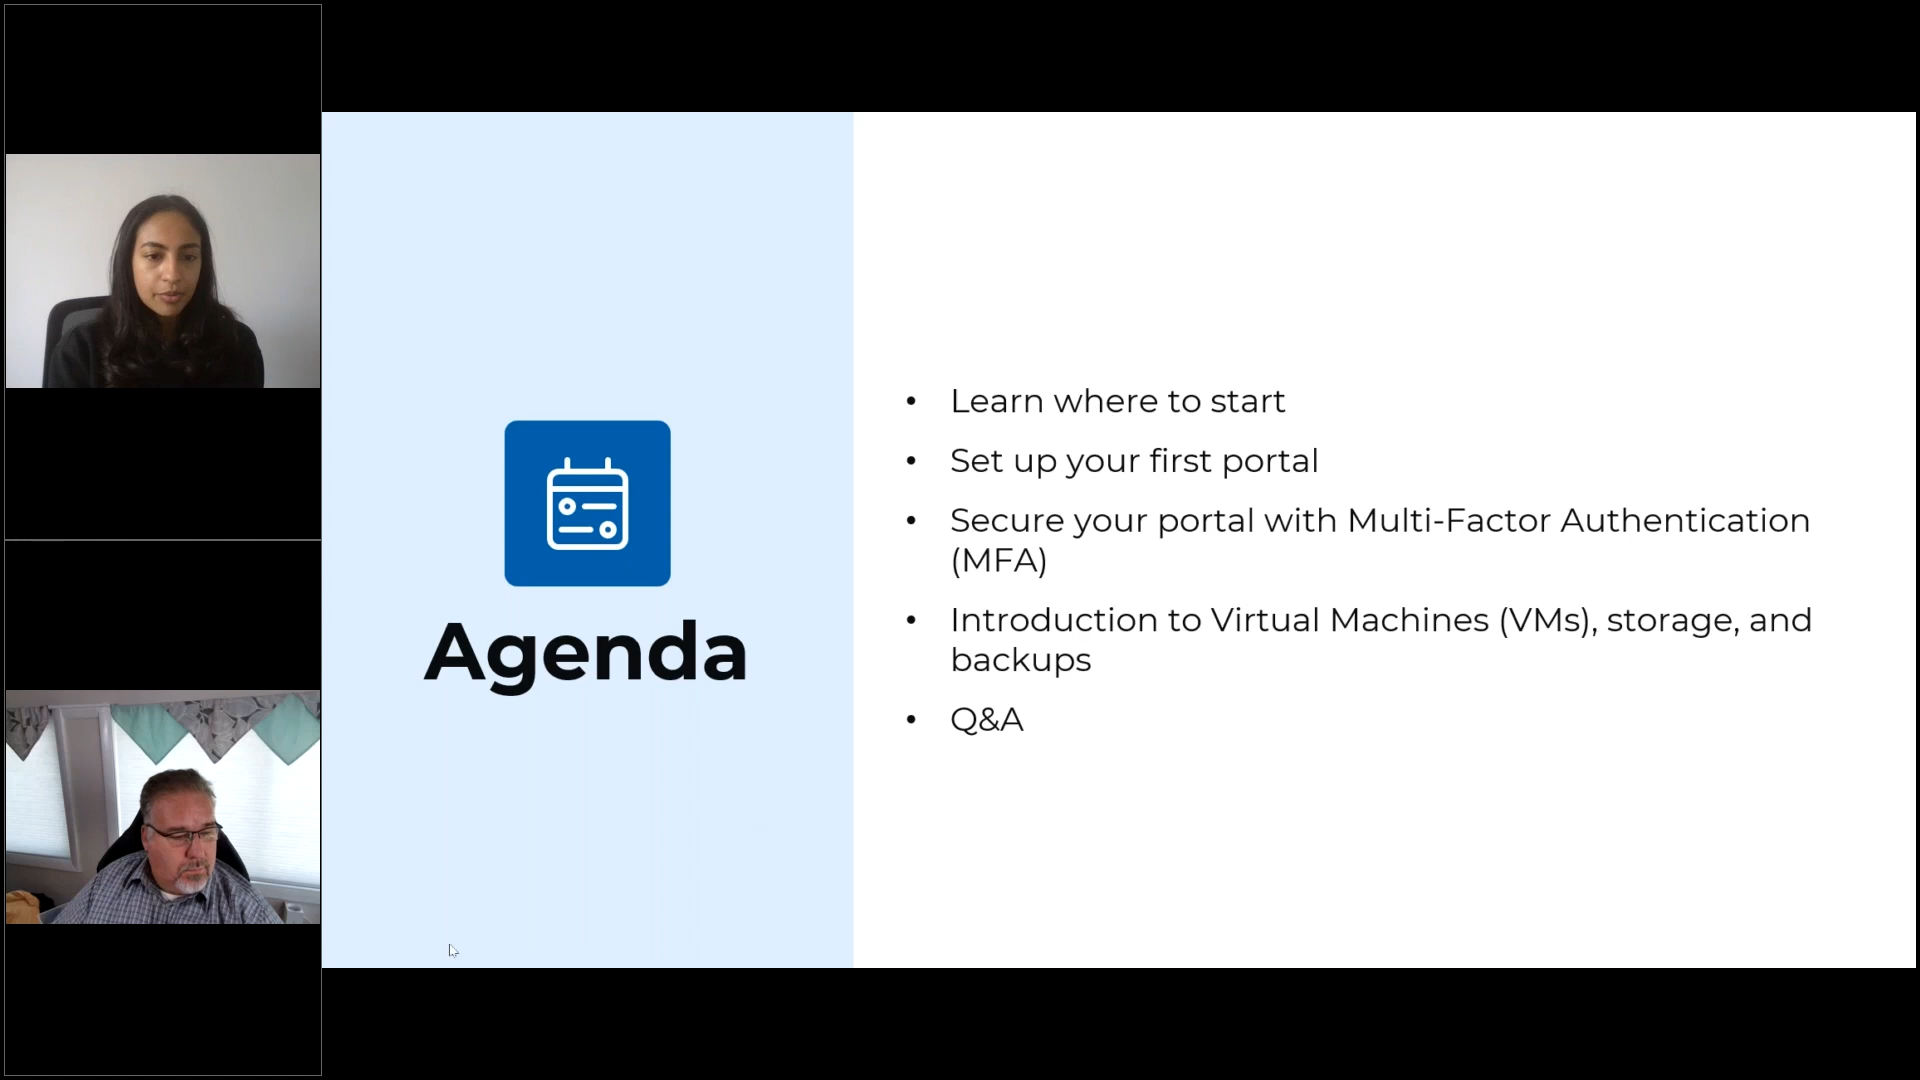 Agenda
• Learn where to start
• Set up your first portal
• Secure your portal with Multi-Factor Authentication
(MFA)
• Introduction to Virtual Machines (VMs), storage, and
backups
• Q&A